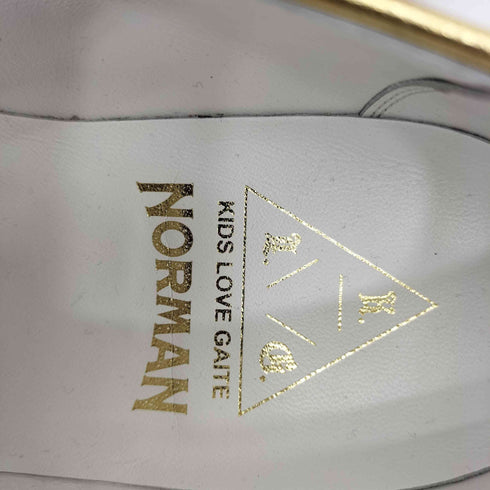 K.
L. G.
KIDS LOVE GAITE
NORMAN